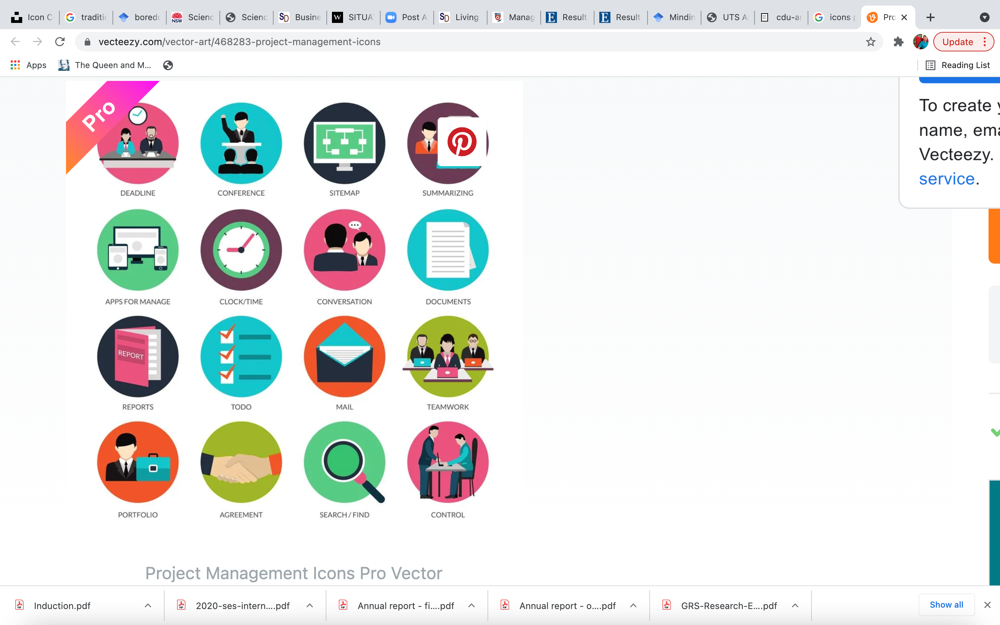 Icon C
traditio
boredo
Scienc
Scienc
Busine
SITUA
Post A
Living
Manag
Result
Result
Mindin
UTS A
cdu-ar
icons p
Pro
vecteezy.com/vector-art/468283-project-management-icons
Update
Apps
The Queen and M...
Reading List
Pro
To create y
name, ema
Vecteezy.
service.
DEADLINE
CONFERENCE
SITEMAP
SUMMARIZING
APPS FOR MANAGE
CLOCK/TIME
CONVERSATION
DOCUMENTS
REPORT
REPORTS
TODO
MAIL
TEAMWORK
PORTFOLIO
AGREEMENT
SEARCH / FIND
CONTROL
Project Management Icons Pro Vector
Induction.pdf
2020-ses-intern....pdf
Annual report - fi....pdf
Annual report - o....pdf
GRS-Research-E....pdf
Show all